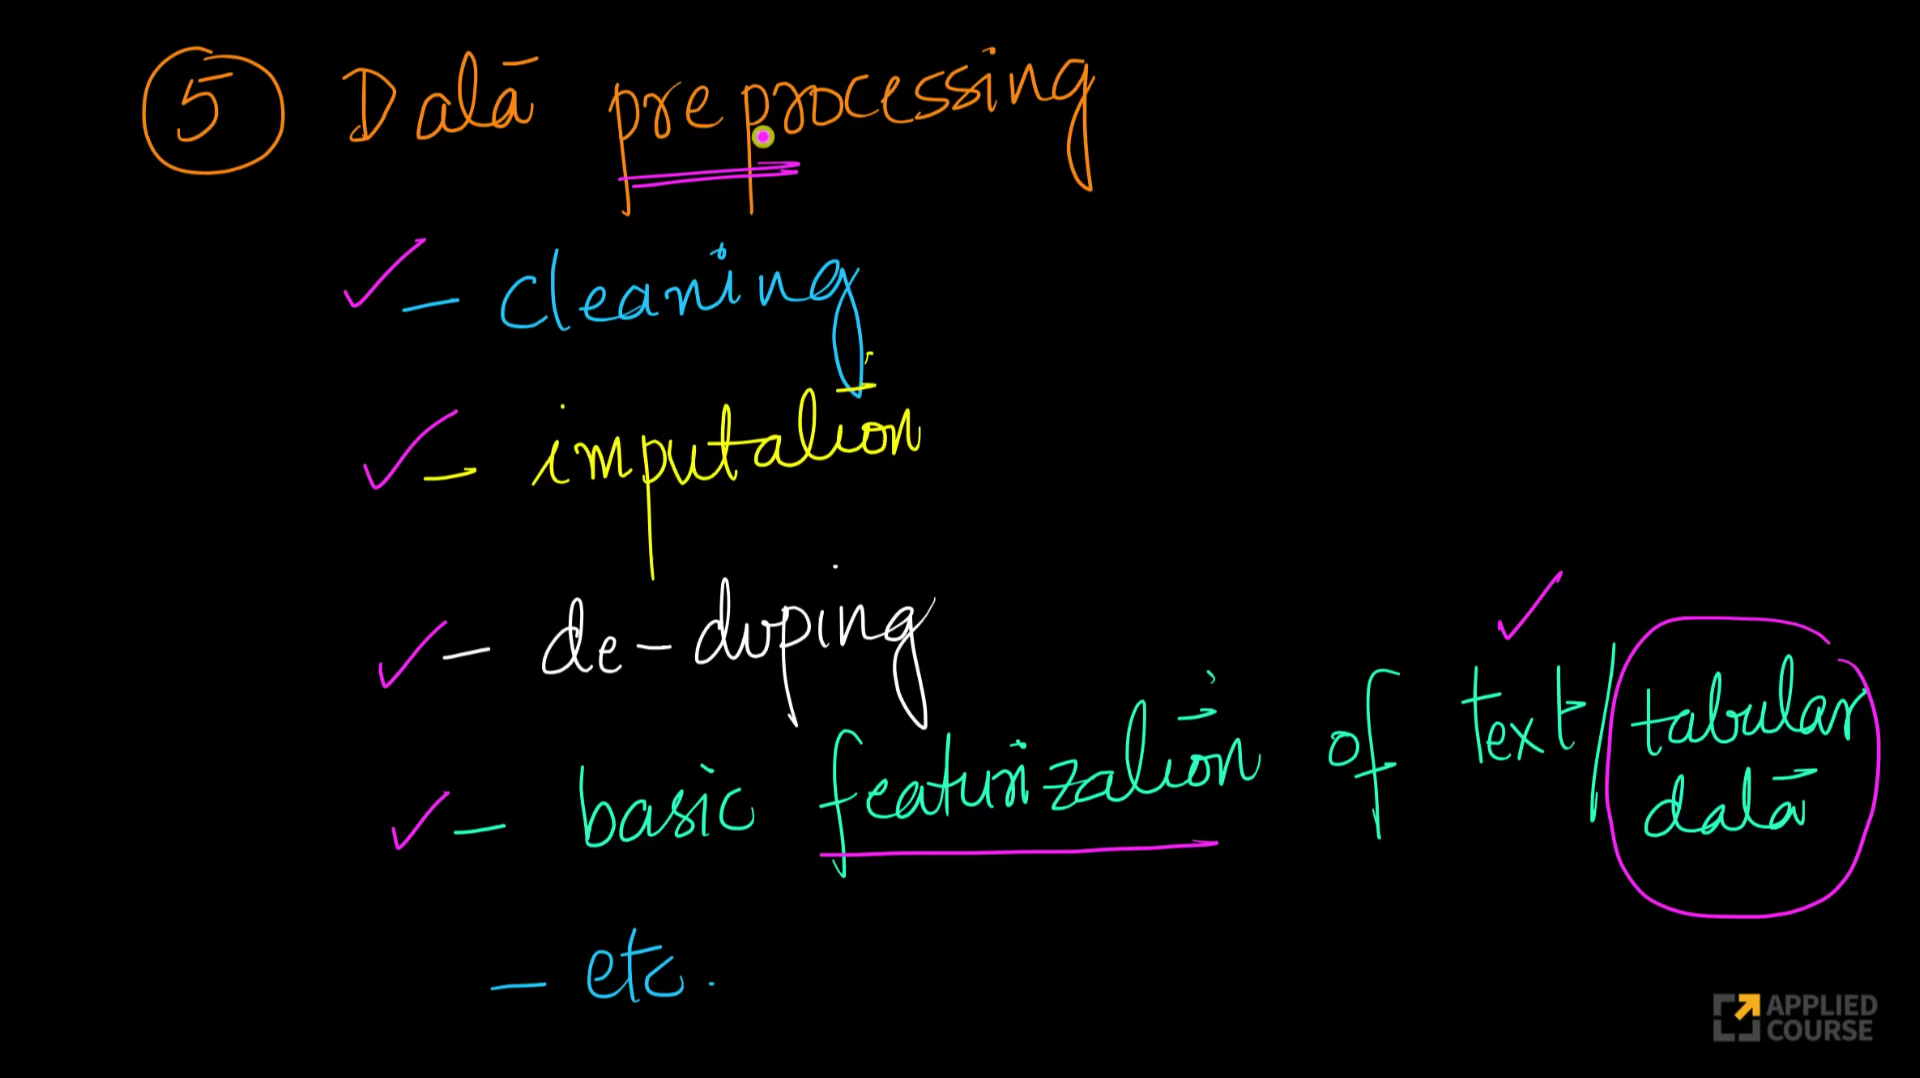 5 Data preprocessing
- cleaning
- imputation
- de-duping
- basic featurization of text/tabular data
- etc.
APPLIED
COURSE